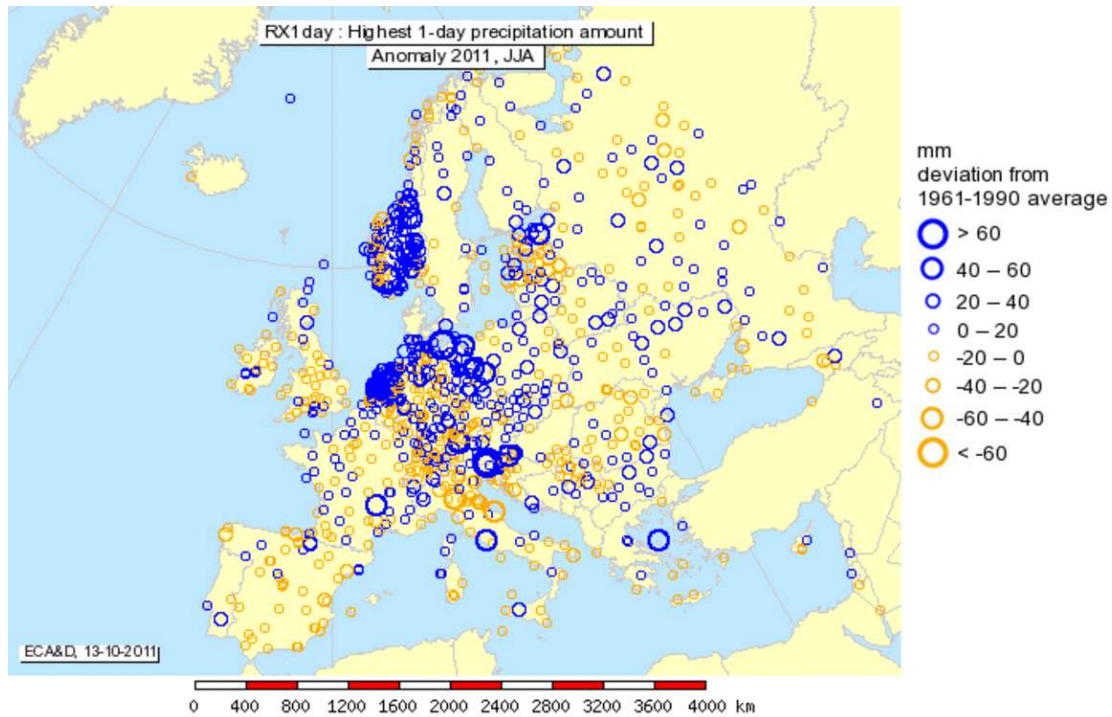 RX1day : Highest 1-day precipitation amount
Anomaly 2011, JJA
mm
deviation from
1961-1990 average
> 60
40 – 60
20 – 40
0 – 20
-20 – 0
-40 – -20
-60 – -40
< -60
ECA&D, 13-10-2011
0 400 800 1200 1600 2000 2400 2800 3200 3600 4000 km